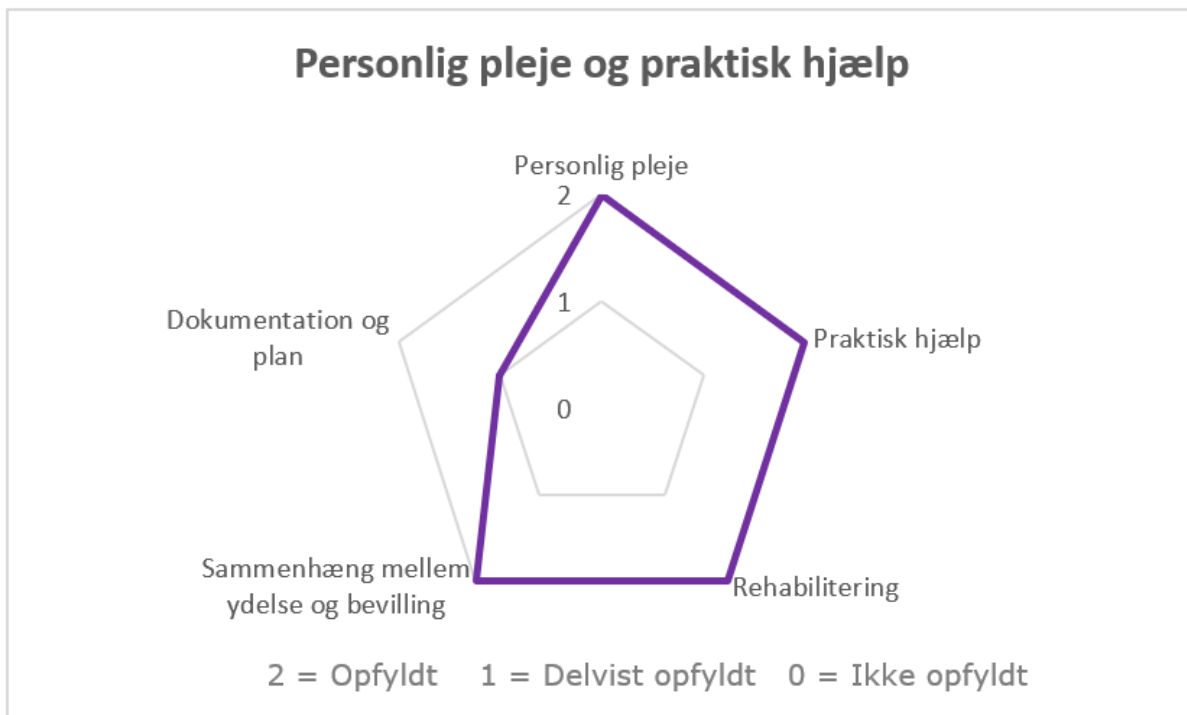 Personlig pleje og praktisk hjælp
Personlig pleje
2
1
0
Praktisk hjælp
Rehabilitering
Sammenhæng mellem
ydelse og bevilling
Dokumentation og
plan
2 = Opfyldt 1 = Delvist opfyldt 0 = Ikke opfyldt